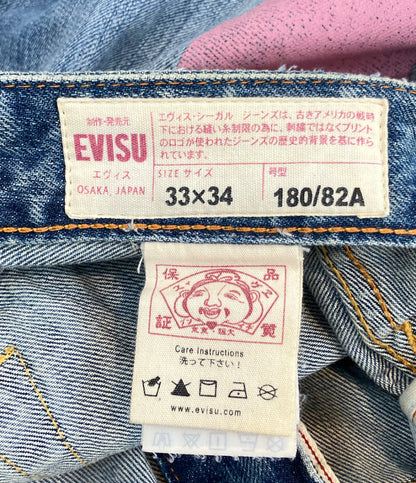 制作・発売元
EVISU
エヴィス
OSAKA, JAPAN
エヴィス・シーガル ジーンズは、古きアメリカの戦時
下における縫い糸制限の為に、刺繍ではなくプリント
のロゴが使われたジーンズの歴史的背景を基に作ら
れています。
SIZE サイズ
33×34
号型
180/82A
保 品
証 質
Care Instructions
洗って下さい!
www.evisu.com